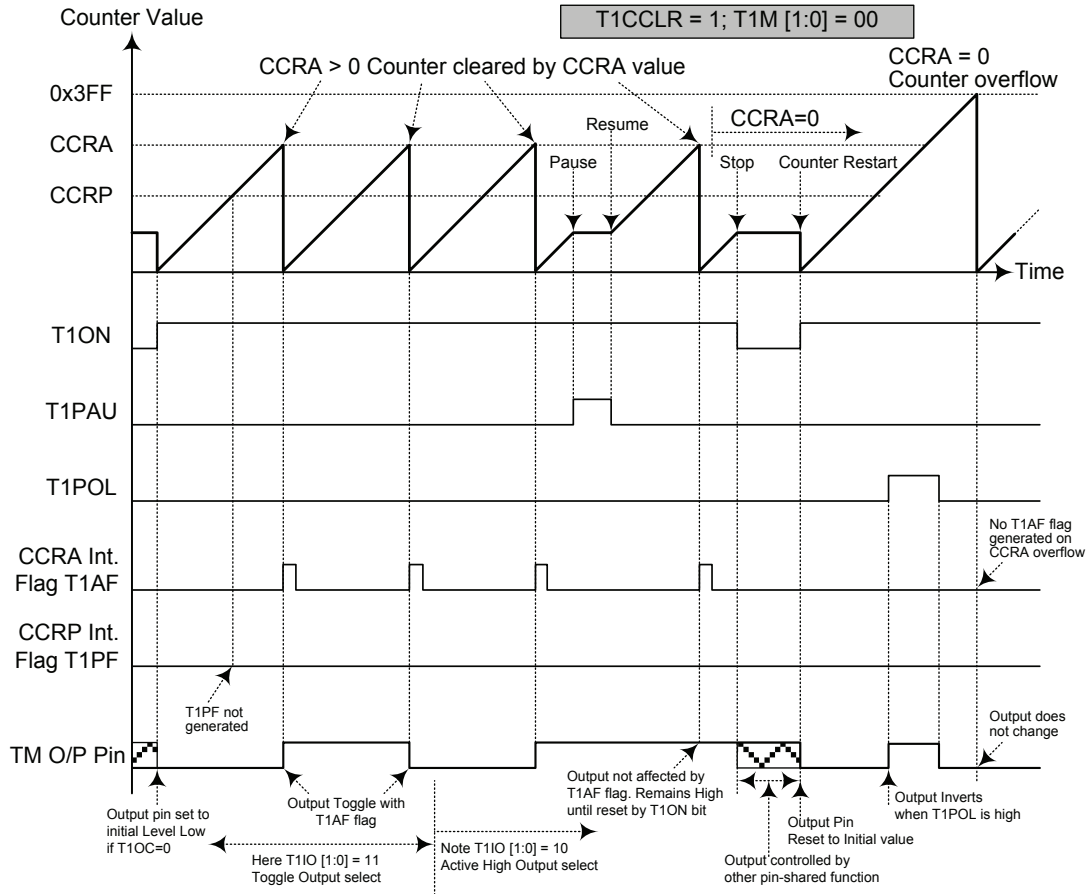 Counter Value
T1CCLR = 1; T1M [1:0] = 00
CCRA > 0 Counter cleared by CCRA value
CCRA = 0
Counter overflow
0x3FF
CCRA
CCRP
Resume
CCRA=0
Pause
Stop
Counter Restart
Time
T1ON
T1PAU
T1POL
No T1AF flag
generated on
CCRA overflow
CCRA Int.
Flag T1AF
CCRP Int.
Flag T1PF
T1PF not
generated
TM O/P Pin
Output does
not change
Output pin set to
initial Level Low
if T1OC=0
Output Toggle with
T1AF flag
Here T1IO [1:0] = 11
Toggle Output select
Note T1IO [1:0] = 10
Active High Output select
Output not affected by
T1AF flag. Remains High
until reset by T1ON bit
Output controlled by
other pin-shared function
Output Pin
Reset to Initial value
Output Inverts
when T1POL is high